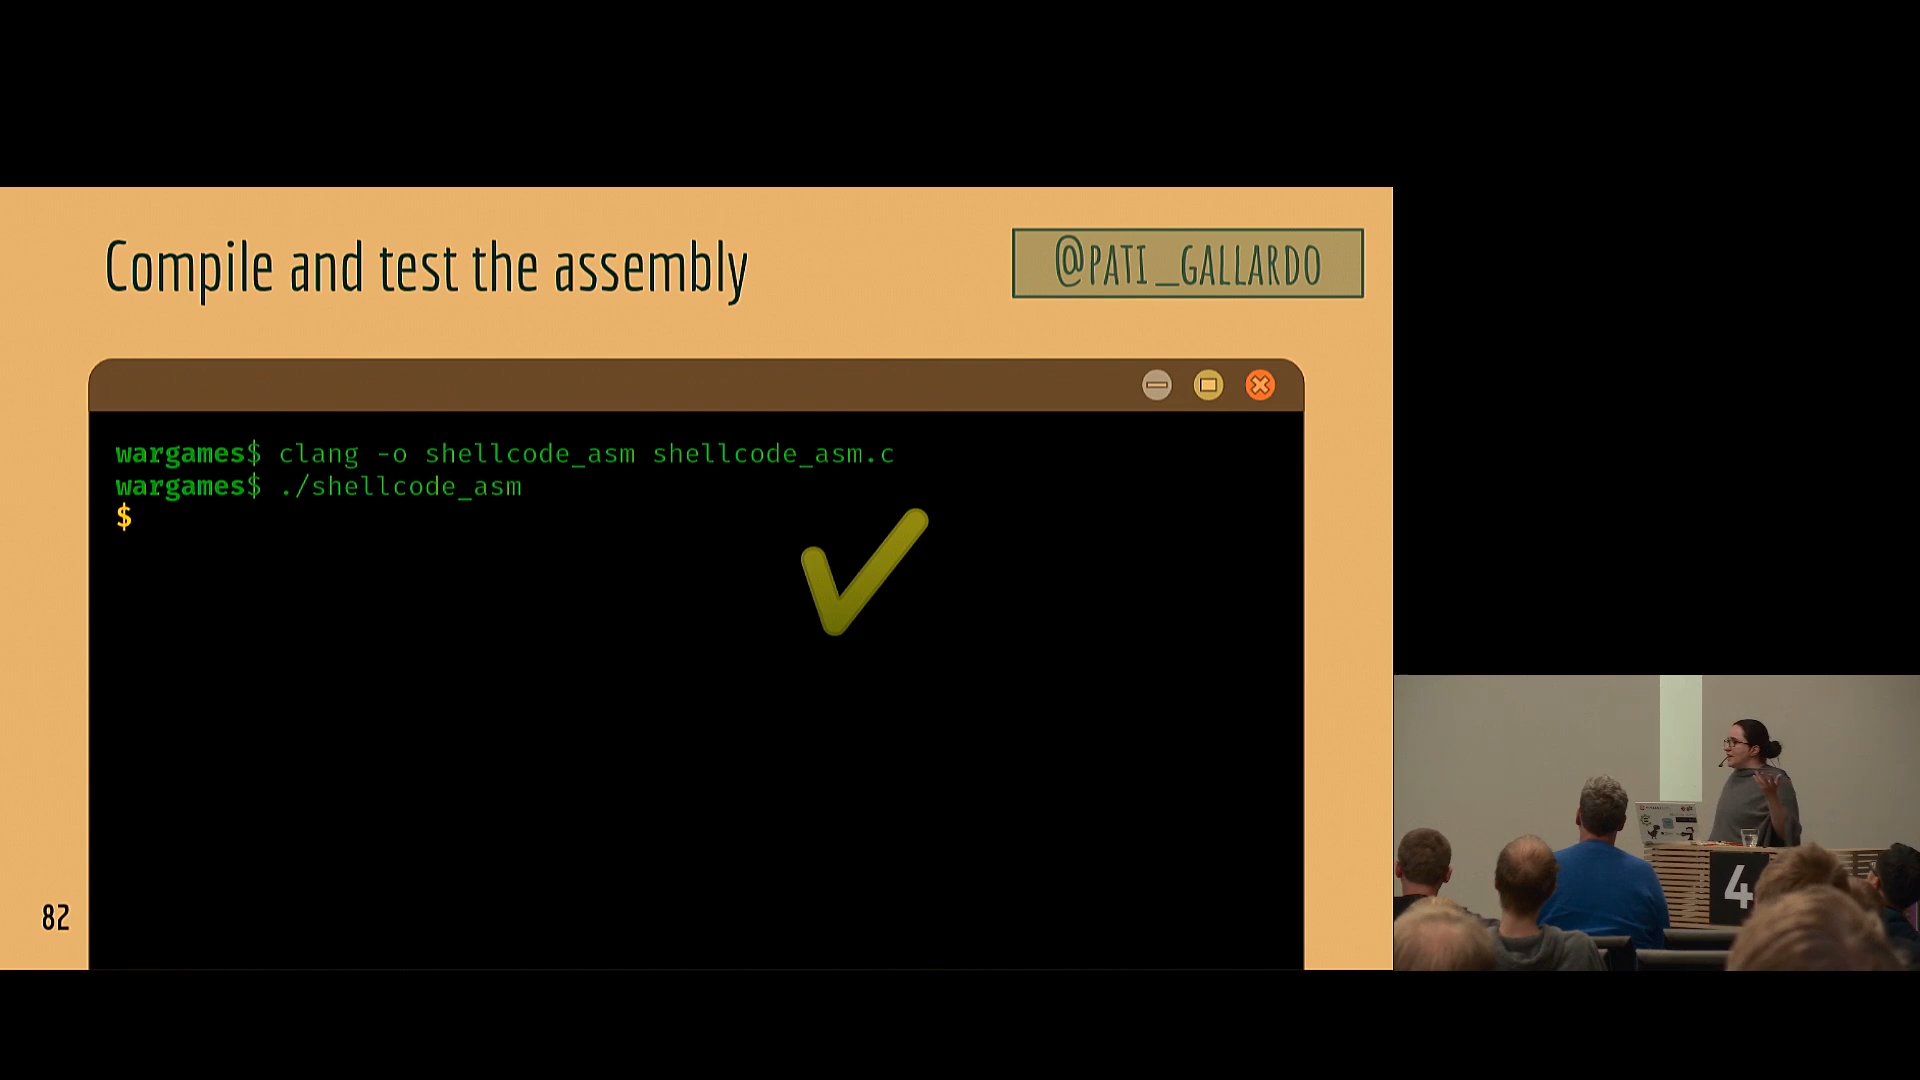 Compile and test the assembly
@PATI_GALLARDO
wargames$ clang -o shellcode_asm shellcode_asm.c
wargames$ ./shellcode_asm
$
82
4